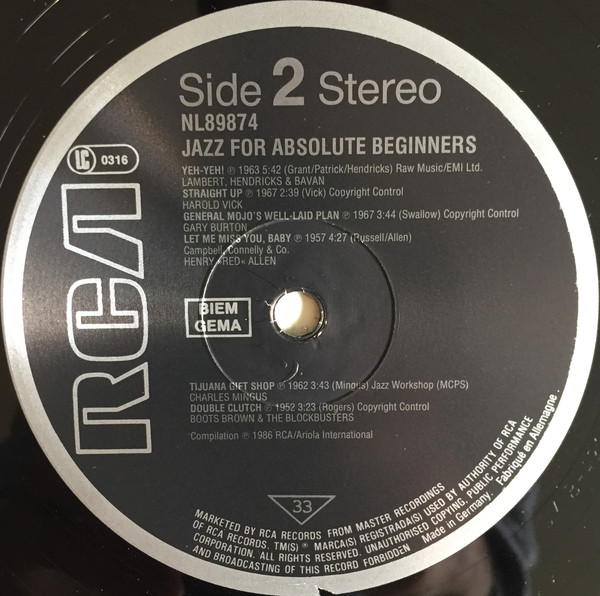 Side 2 Stereo
NL89874
JAZZ FOR ABSOLUTE BEGINNERS
YEH-YEH! ℗ 1963 5:42 (Grant/Patrick/Hendricks) Raw Music/EMI Ltd.
LAMBERT, HENDRICKS & BAVAN
STRAIGHT UP ℗ 1967 2:39 (Vick) Copyright Control
HAROLD VICK
GENERAL MOJO'S WELL-LAID PLAN ℗ 1967 3:44 (Swallow) Copyright Control
GARY BURTON
LET ME MISS YOU, BABY ℗ 1957 4:27 (Russell/Allen)
Campbell, Connelly & Co.
HENRY »RED« ALLEN
LC 0316
RCA
BIEM
GEMA
TIJUANA GIFT SHOP ℗ 1962 3:43 (Mingus) Jazz Workshop (MCPS)
CHARLES MINGUS
DOUBLE CLUTCH ℗ 1952 3:23 (Rogers) Copyright Control
BOOTS BROWN & THE BLOCKBUSTERS
Compilation ℗ 1986 RCA/Ariola International
33
MARKETED BY RCA RECORDS FROM MASTER RECORDINGS
OF RCA RECORDS. TM(S) ® MARCA(S) REGISTRADA(S) USED BY AUTHORITY OF RCA
CORPORATION. ALL RIGHTS RESERVED. UNAUTHORISED COPYING, PUBLIC PERFORMANCE
AND BROADCASTING OF THIS RECORD FORBIDDEN Made in Germany. Fabriqué en Allemagne.